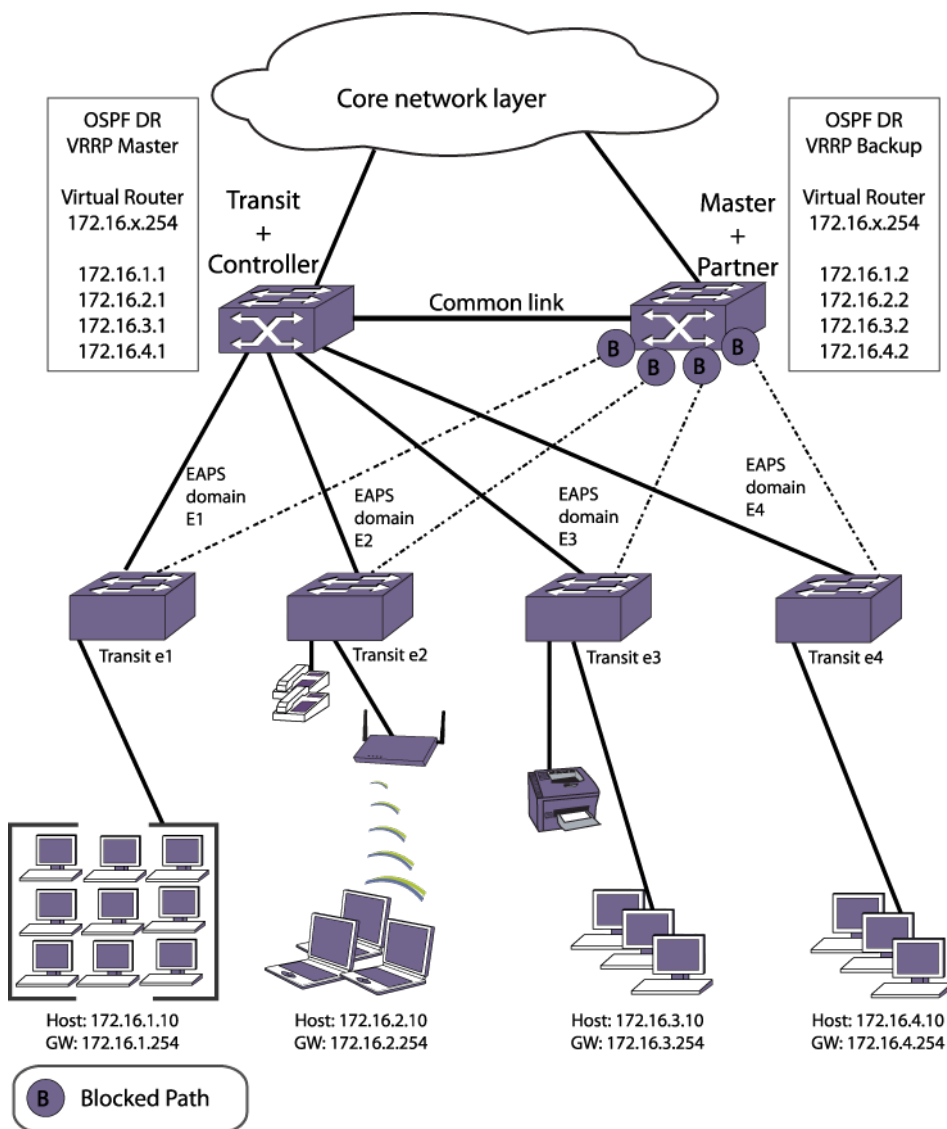 Core network layer
OSPF DR
VRRP Master
Virtual Router
172.16.x.254
172.16.1.1
172.16.2.1
172.16.3.1
172.16.4.1
Transit
+
Controller
Master
+
Partner
OSPF DR
VRRP Backup
Virtual Router
172.16.x.254
172.16.1.2
172.16.2.2
172.16.3.2
172.16.4.2
Common link
B
B
B
B
EAPS
domain
E1
EAPS
domain
E2
EAPS
domain
E3
EAPS
domain
E4
Transit e1
Transit e2
Transit e3
Transit e4
Host: 172.16.1.10
GW: 172.16.1.254
Host: 172.16.2.10
GW: 172.16.2.254
Host: 172.16.3.10
GW: 172.16.3.254
Host: 172.16.4.10
GW: 172.16.4.254
B Blocked Path